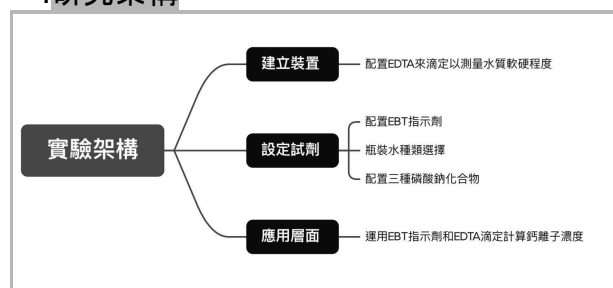 研究架構
實驗架構
建立裝置
配置EDTA來滴定以測量水質軟硬程度
設定試劑
配置EBT指示劑
瓶裝水種類選擇
配置三種磷酸鈉化合物
應用層面
運用EBT指示劑和EDTA滴定計算鈣離子濃度